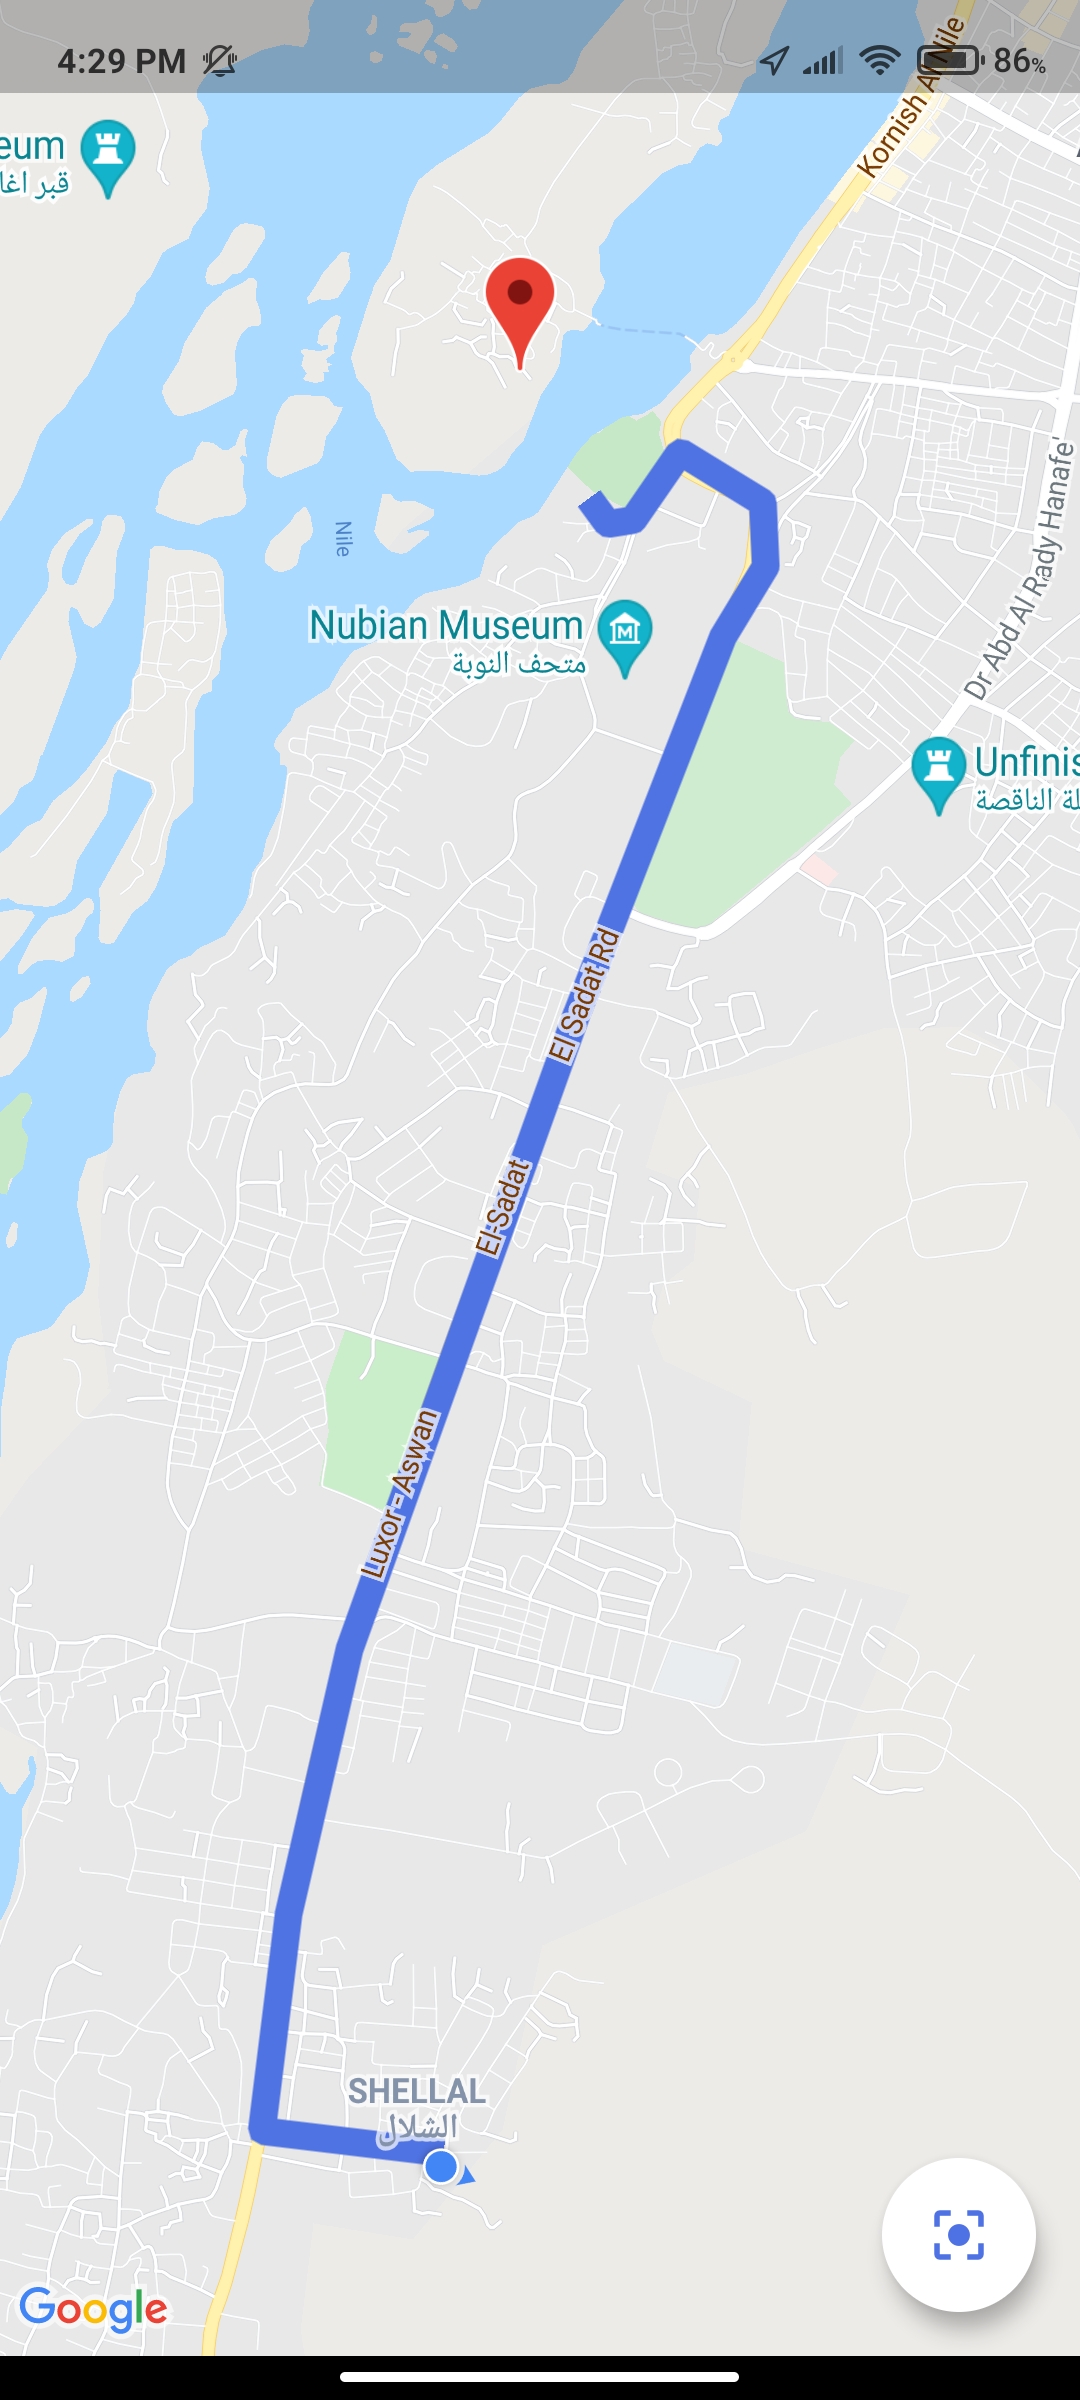 4:29 PM
86%
Kornish Al Nile
eum
قبر اغا
Dr Abd Al Rady Hanafe'
Nile
Nubian Museum
متحف النوبة
Unfinis
لة الناقصة
El Sadat Rd
El-Sadat
Luxor - Aswan
SHELLAL
الشلال
Google